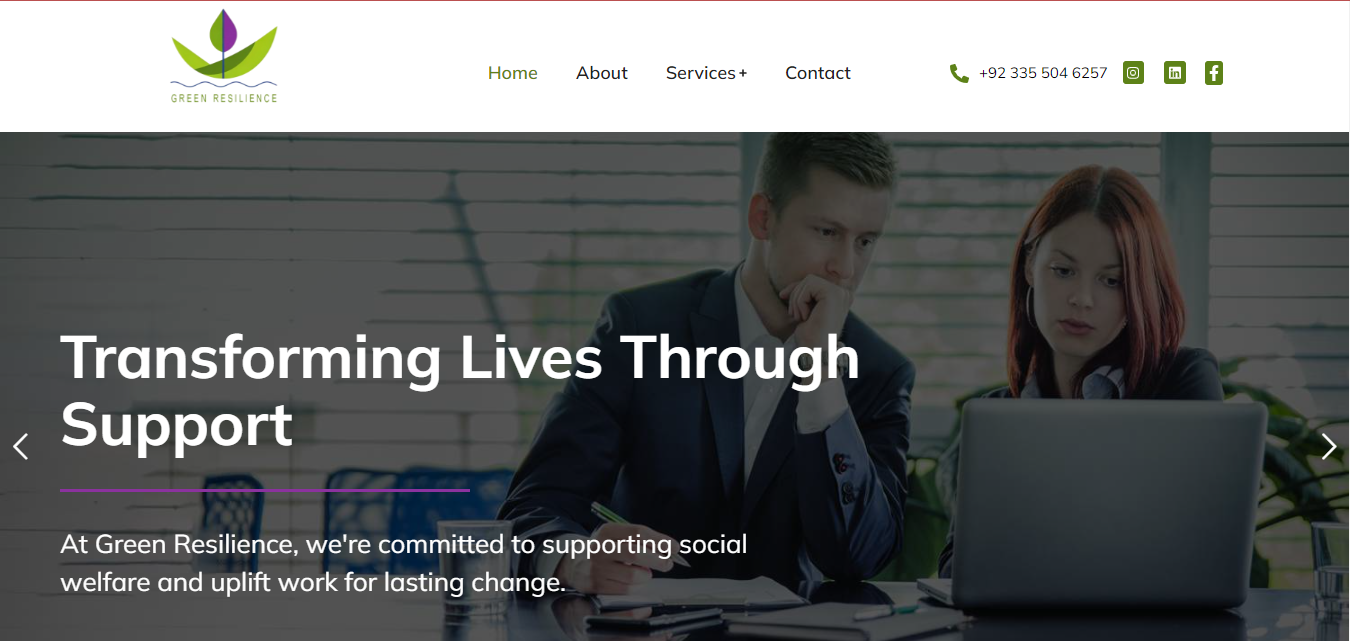 GREEN RESILIENCE
Home About Services + Contact +92 335 504 6257
Transforming Lives Through
Support
At Green Resilience, we're committed to supporting social
welfare and uplift work for lasting change.